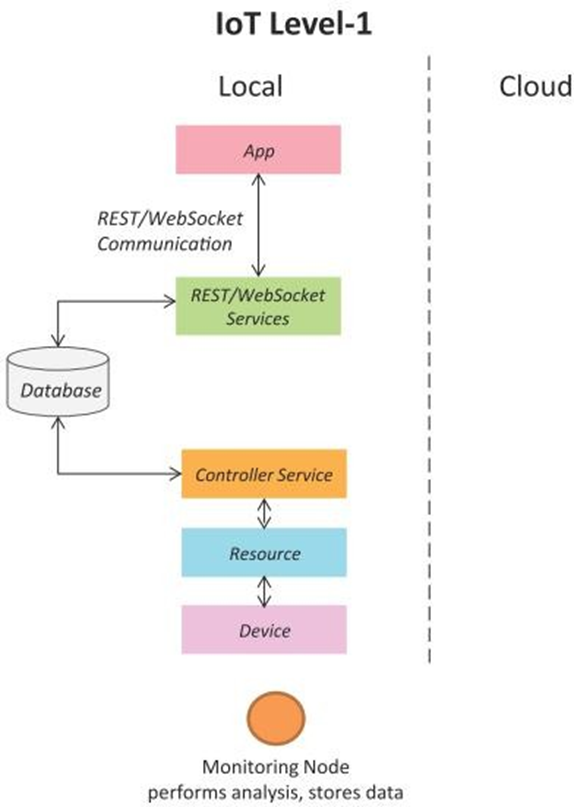 IoT Level-1
Local
Cloud
App
REST/WebSocket
Communication
REST/WebSocket
Services
Database
Controller Service
Resource
Device
Monitoring Node
performs analysis, stores data